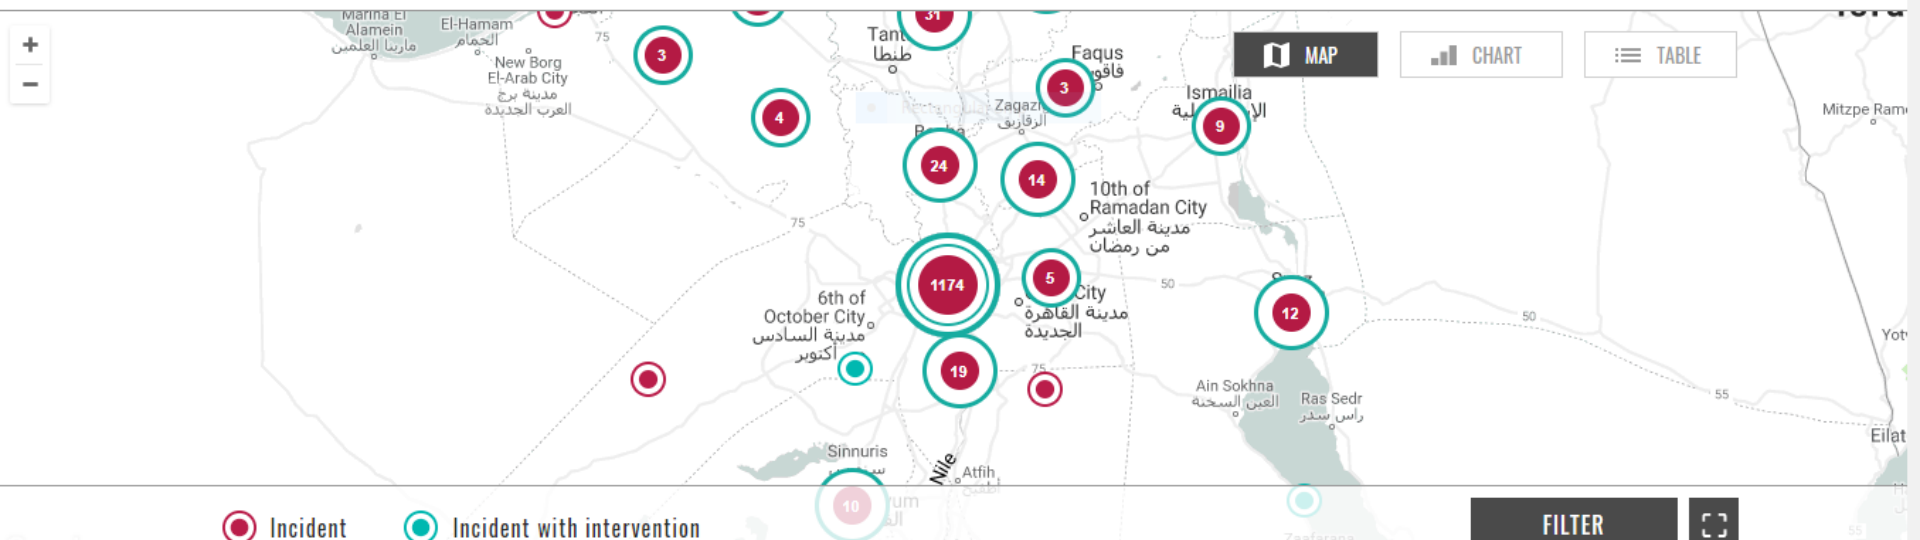 Marina El
Alamein
مارينا العلمين
El-Hamam
الحمام
75
New Borg
El-Arab City
مدينة برج
العرب الجديدة
+
−
3
4
31
طنطا
Faqus
3
Zagazi
الزقازيق
Ismailia
9
MAP
CHART
TABLE
24
14
10th of
Ramadan City
مدينة العاشر
من رمضان
75
1174
5
City
مدينة القاهرة
الجديدة
50
12
50
55
6th of
October City
مدينة السادس
أكتوبر
19
75
Ain Sokhna
العين السخنة
Ras Sedr
راس سدر
Eilat
Sinnuris
Nile
Atfih
أطفيح
10
55
Incident
Incident with intervention
FILTER